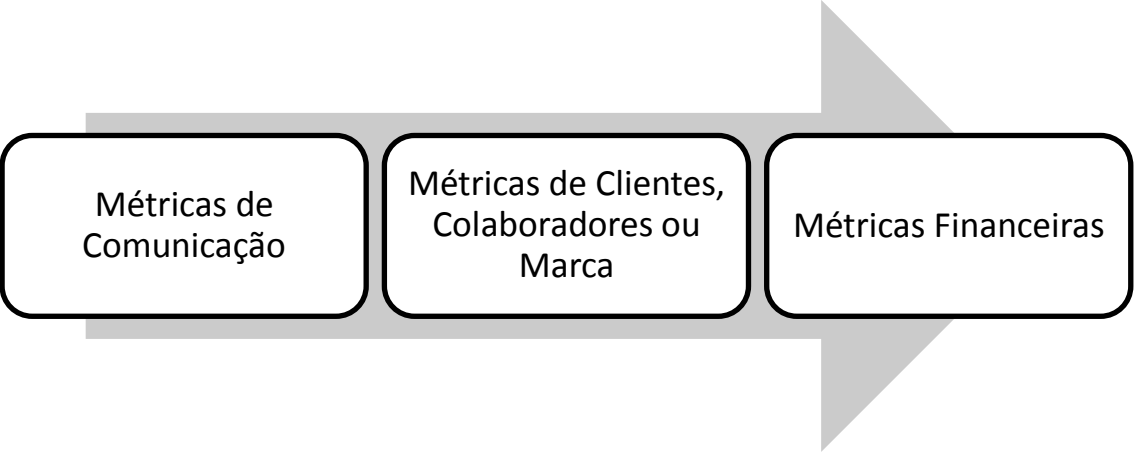 Métricas de
Comunicação
Métricas de Clientes,
Colaboradores ou
Marca
Métricas Financeiras